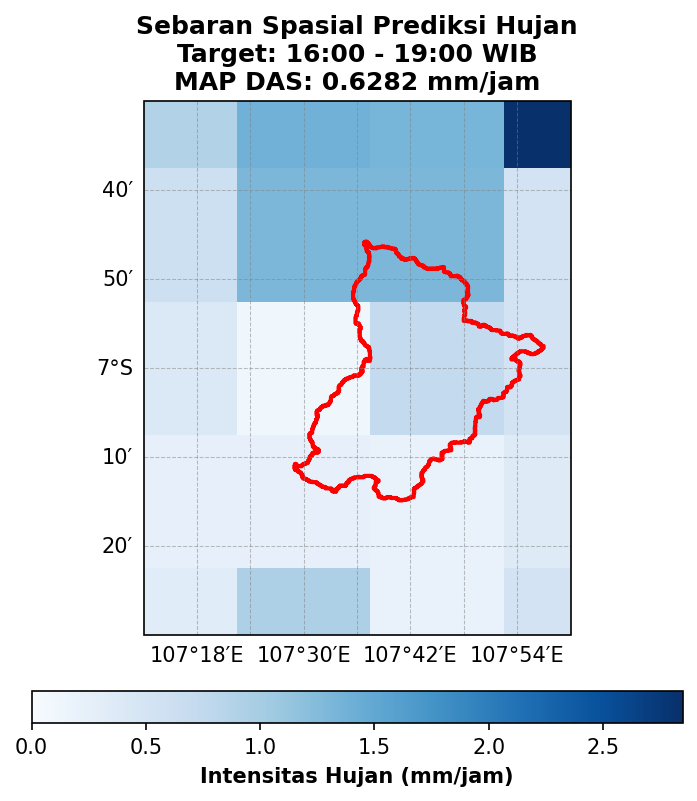 Sebaran Spasial Prediksi Hujan
Target: 16:00 - 19:00 WIB
MAP DAS: 0.6282 mm/jam
40′
50′
7°S
10′
20′
107°18′E 107°30′E 107°42′E 107°54′E
0.0 0.5 1.0 1.5 2.0 2.5
Intensitas Hujan (mm/jam)